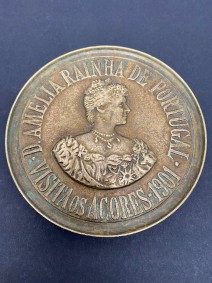 D. AMELIA RAINHA DE PORTUGAL
VISITA OS AÇORES · 1901